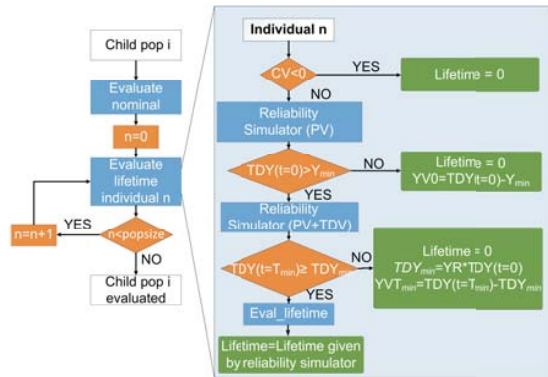 Child pop i
Evaluate
nominal
n=0
Evaluate
lifetime
individual n
n<popsize
YES
n=n+1
NO
Child pop i
evaluated
Individual n
CV<0
YES
Lifetime = 0
NO
Reliability
Simulator (PV)
TDY(t=0)>Ymin
NO
Lifetime = 0
YV0=TDY(t=0)-Ymin
YES
Reliability
Simulator (PV+TDV)
TDY(t=Tmin)≥ TDYmin
NO
Lifetime = 0
TDYmin=YR*TDY(t=0)
YVTmin=TDY(t=Tmin)-TDYmin
YES
Eval_lifetime
Lifetime=Lifetime given
by reliability simulator